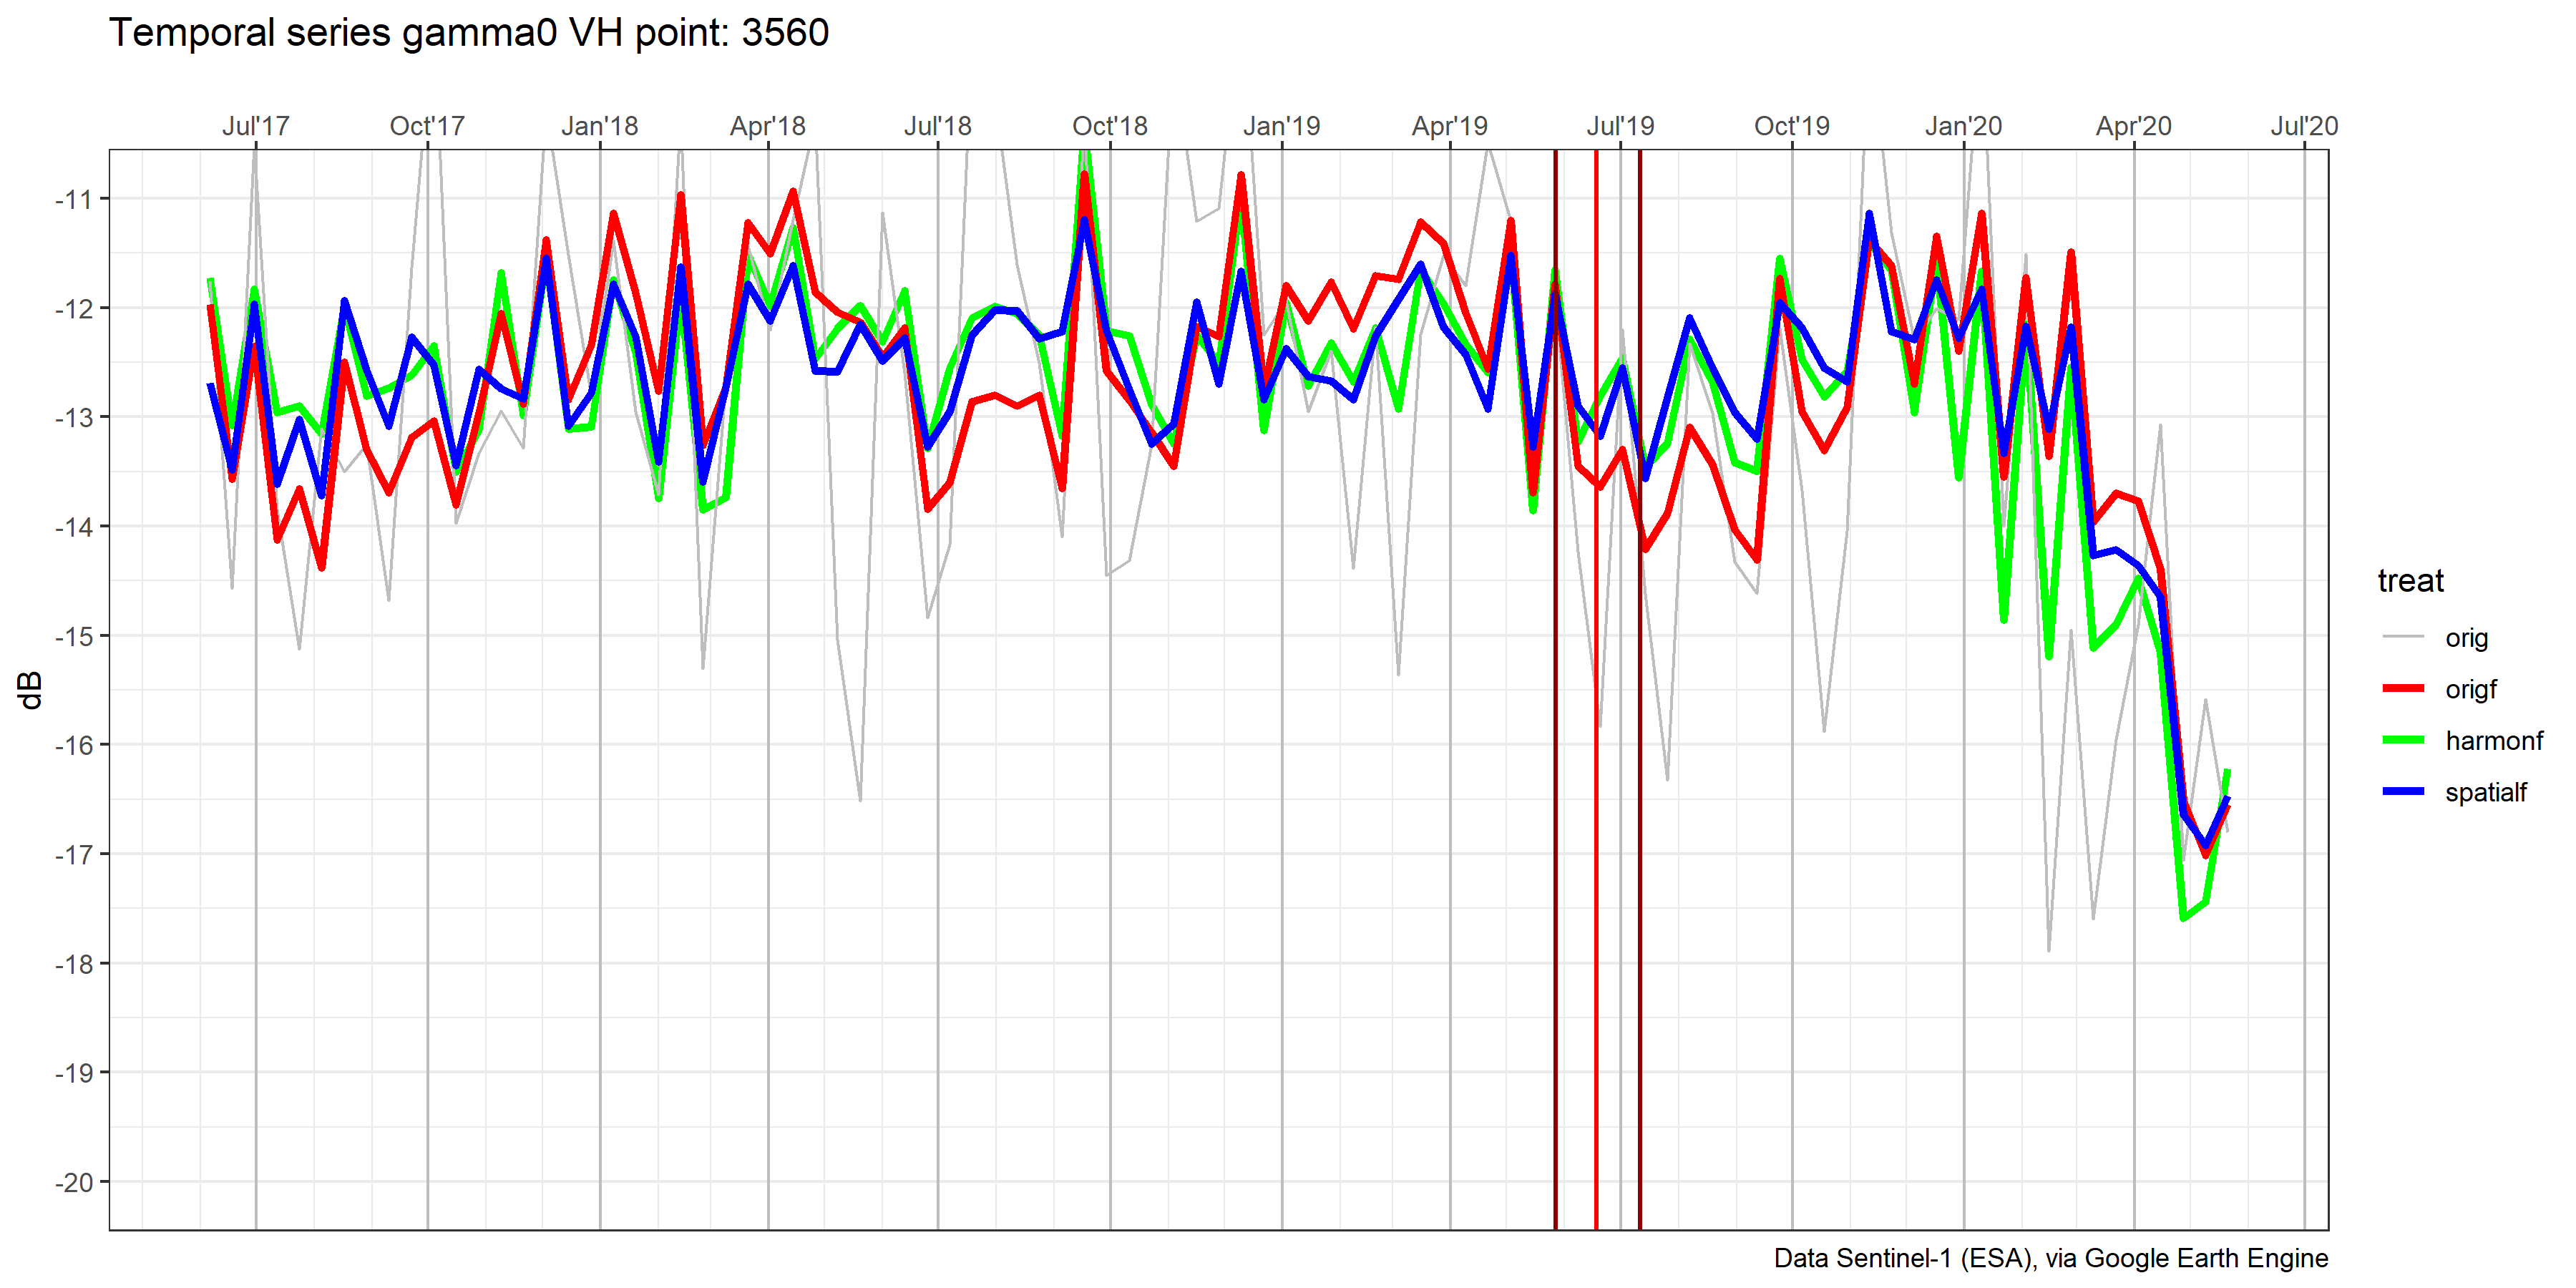 Temporal series gamma0 VH point: 3560
Jul'17 Oct'17 Jan'18 Apr'18 Jul'18 Oct'18 Jan'19 Apr'19 Jul'19 Oct'19 Jan'20 Apr'20 Jul'20
-11
-12
-13
-14
-15
-16
-17
-18
-19
-20
dB
treat
orig
origf
harmonf
spatialf
Data Sentinel-1 (ESA), via Google Earth Engine